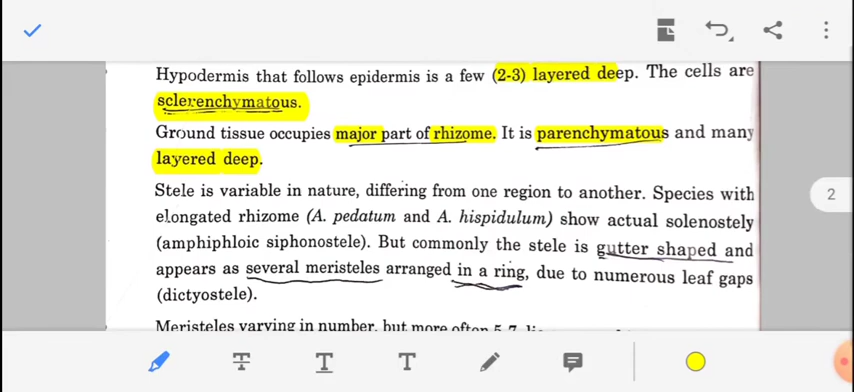 Hypodermis that follows epidermis is a few (2-3) layered deep. The cells are
sclerenchymatous.
Ground tissue occupies major part of rhizome. It is parenchymatous and many
layered deep.
2
Stele is variable in nature, differing from one region to another. Species with
elongated rhizome (A. pedatum and A. hispidulum) show actual solenostely
(amphiphloic siphonostele). But commonly the stele is gutter shaped and
appears as several meristeles arranged in a ring, due to numerous leaf gaps
(dictyostele).
Meristeles varying in number, but more often 5-7,
T T T